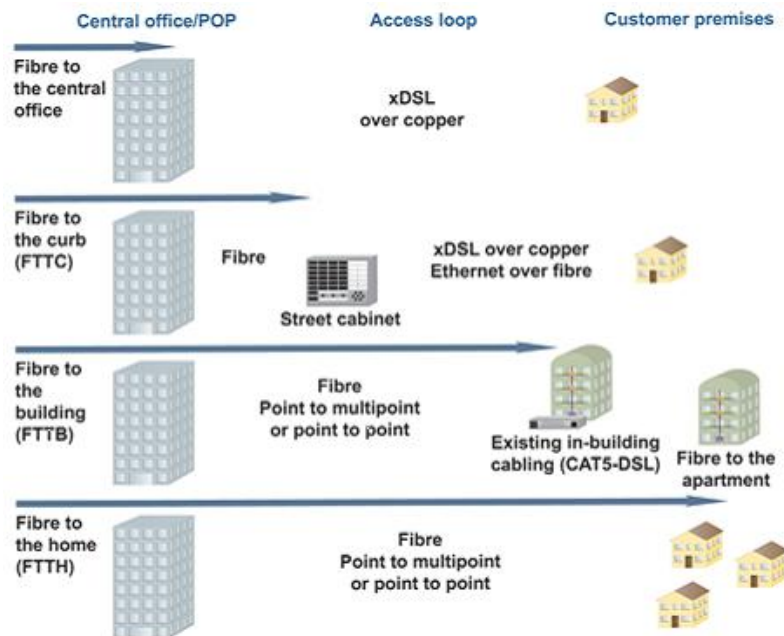 Central office/POP
Access loop
Customer premises
Fibre to
the central
office
xDSL
over copper
Fibre to
the curb
(FTTC)
Fibre
Street cabinet
xDSL over copper
Ethernet over fibre
Fibre to
the
building
(FTTB)
Fibre
Point to multipoint
or point to point
Existing in-building
cabling (CAT5-DSL)
Fibre to the
apartment
Fibre to
the home
(FTTH)
Fibre
Point to multipoint
or point to point